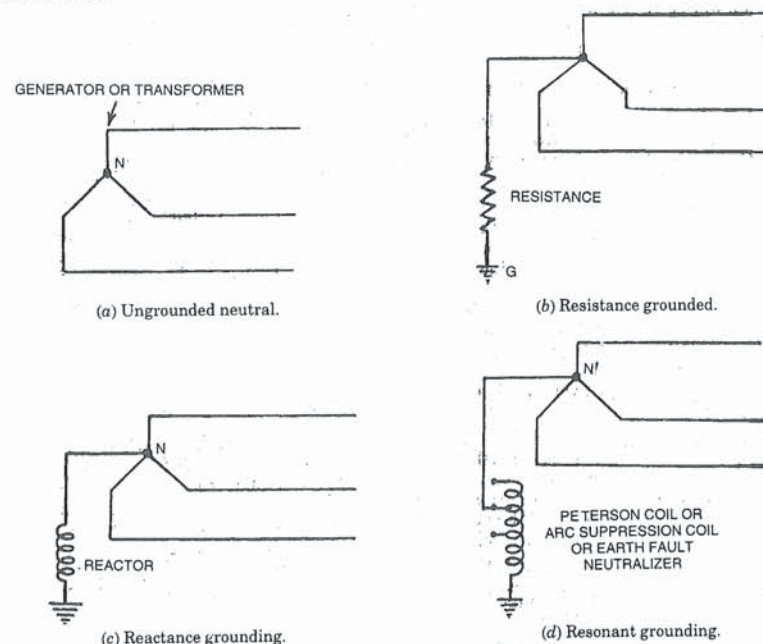 GENERATOR OR TRANSFORMER
N
(a) Ungrounded neutral.
RESISTANCE
G
(b) Resistance grounded.
N
REACTOR
(c) Reactance grounding.
N
PETERSON COIL OR
ARC SUPPRESSION COIL
OR EARTH FAULT
NEUTRALIZER
(d) Resonant grounding.